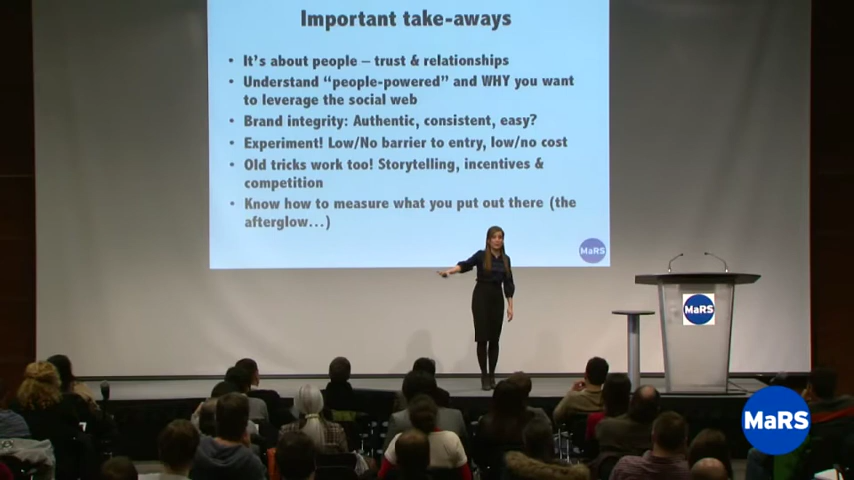 Important take-aways
• It's about people – trust & relationships
• Understand "people-powered" and WHY you want
to leverage the social web
• Brand integrity: Authentic, consistent, easy?
• Experiment! Low/No barrier to entry, low/no cost
• Old tricks work too! Storytelling, incentives &
competition
• Know how to measure what you put out there (the
afterglow...)
MaRS
MaRS
MaRS